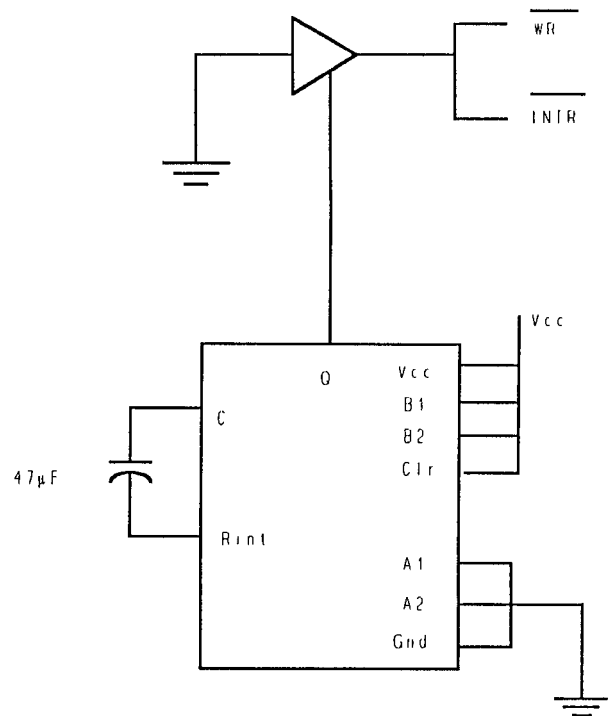 WR
INTR
Vcc
Q
Vcc
B1
C
B2
Clr
47µF
Rint
A1
A2
Gnd